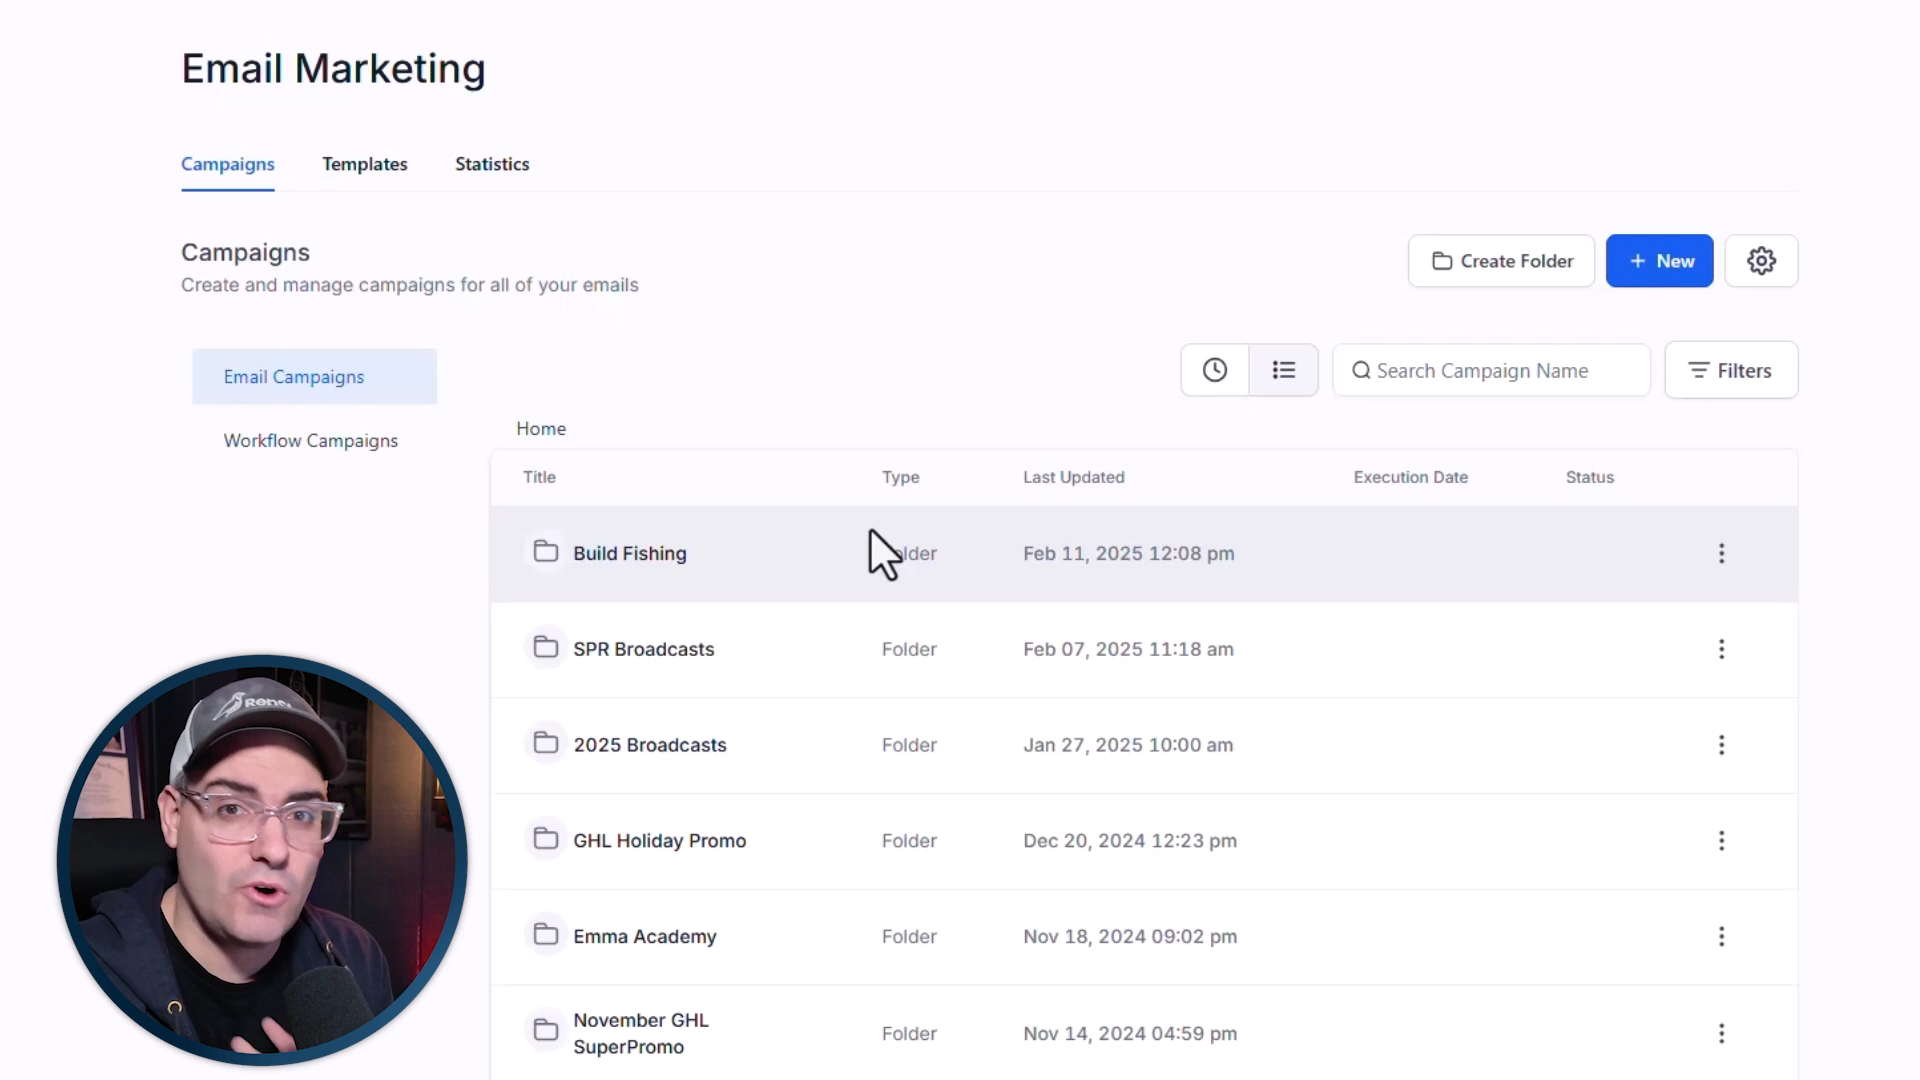 Email Marketing
Campaigns Templates Statistics
Campaigns
Create and manage campaigns for all of your emails
Create Folder
+ New
Email Campaigns
Workflow Campaigns
Search Campaign Name
Filters
Home
Title Type Last Updated Execution Date Status
Build Fishing Feb 11, 2025 12:08 pm
SPR Broadcasts Folder Feb 07, 2025 11:18 am
2025 Broadcasts Folder Jan 27, 2025 10:00 am
GHL Holiday Promo Folder Dec 20, 2024 12:23 pm
Emma Academy Folder Nov 18, 2024 09:02 pm
November GHL
SuperPromo Folder Nov 14, 2024 04:59 pm